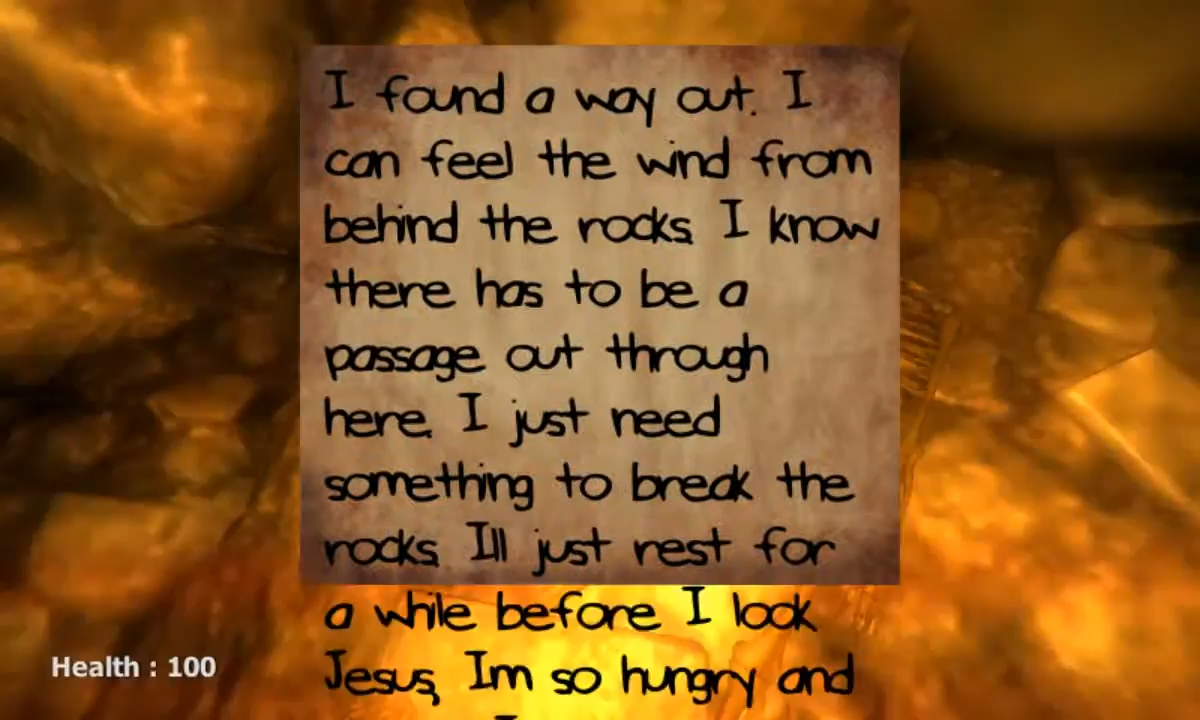 I found a way out. I
can feel the wind from
behind the rocks. I know
there has to be a
passage out through
here. I just need
something to break the
rocks. Ill just rest for
a while before I look
Jesus, Im so hungry and
Health : 100